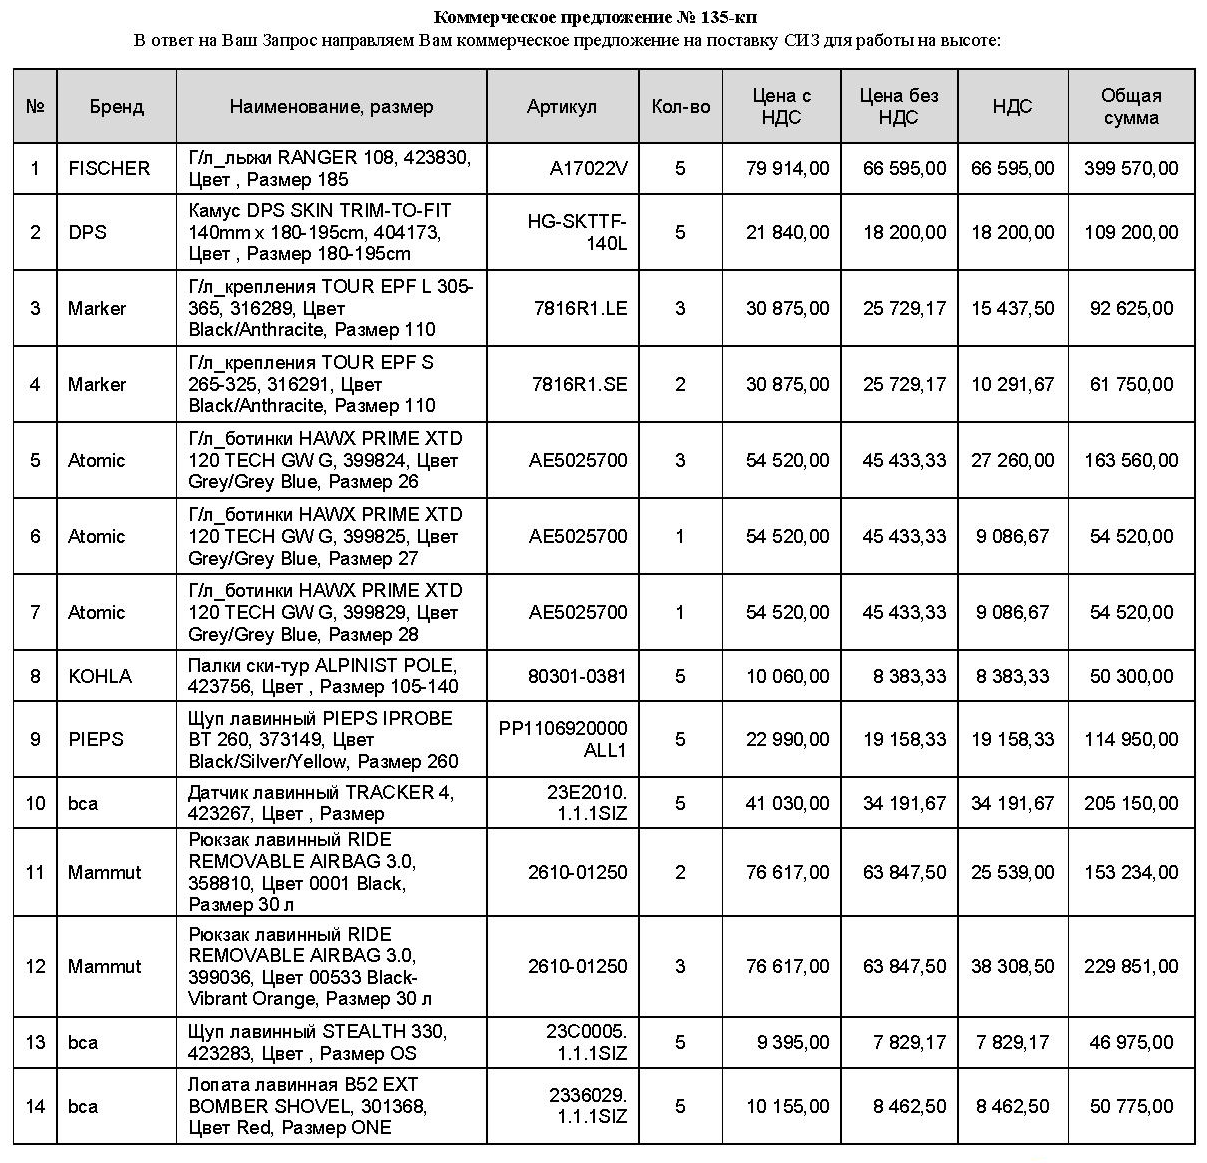 Коммерческое предложение № 135-кп
В ответ на Ваш Запрос направляем Вам коммерческое предложение на поставку СИЗ для работы на высоте:
№ Бренд Наименование, размер Артикул Кол-во Цена с НДС Цена без НДС НДС Общая сумма
1 FISCHER Г/л_лыжи RANGER 108, 423830, Цвет , Размер 185 A17022V 5 79 914,00 66 595,00 66 595,00 399 570,00
2 DPS Камус DPS SKIN TRIM-TO-FIT 140mm x 180-195cm, 404173, Цвет , Размер 180-195cm HG-SKTTF-140L 5 21 840,00 18 200,00 18 200,00 109 200,00
3 Marker Г/л_крепления TOUR EPF L 305-365, 316289, Цвет Black/Anthracite, Размер 110 7816R1.LE 3 30 875,00 25 729,17 15 437,50 92 625,00
4 Marker Г/л_крепления TOUR EPF S 265-325, 316291, Цвет Black/Anthracite, Размер 110 7816R1.SE 2 30 875,00 25 729,17 10 291,67 61 750,00
5 Atomic Г/л_ботинки HAWX PRIME XTD 120 TECH GW G, 399824, Цвет Grey/Grey Blue, Размер 26 AE5025700 3 54 520,00 45 433,33 27 260,00 163 560,00
6 Atomic Г/л_ботинки HAWX PRIME XTD 120 TECH GW G, 399825, Цвет Grey/Grey Blue, Размер 27 AE5025700 1 54 520,00 45 433,33 9 086,67 54 520,00
7 Atomic Г/л_ботинки HAWX PRIME XTD 120 TECH GW G, 399829, Цвет Grey/Grey Blue, Размер 28 AE5025700 1 54 520,00 45 433,33 9 086,67 54 520,00
8 KOHLA Палки ски-тур ALPINIST POLE, 423756, Цвет , Размер 105-140 80301-0381 5 10 060,00 8 383,33 8 383,33 50 300,00
9 PIEPS Щуп лавинный PIEPS IPROBE BT 260, 373149, Цвет Black/Silver/Yellow, Размер 260 PP1106920000ALL1 5 22 990,00 19 158,33 19 158,33 114 950,00
10 bca Датчик лавинный TRACKER 4, 423267, Цвет , Размер 23E2010.1.1.1SIZ 5 41 030,00 34 191,67 34 191,67 205 150,00
11 Mammut Рюкзак лавинный RIDE REMOVABLE AIRBAG 3.0, 358810, Цвет 0001 Black, Размер 30 л 2610-01250 2 76 617,00 63 847,50 25 539,00 153 234,00
12 Mammut Рюкзак лавинный RIDE REMOVABLE AIRBAG 3.0, 399036, Цвет 00533 Black-Vibrant Orange, Размер 30 л 2610-01250 3 76 617,00 63 847,50 38 308,50 229 851,00
13 bca Щуп лавинный STEALTH 330, 423283, Цвет , Размер OS 23C0005.1.1.1SIZ 5 9 395,00 7 829,17 7 829,17 46 975,00
14 bca Лопата лавинная B52 EXT BOMBER SHOVEL, 301368, Цвет Red, Размер ONE 2336029.1.1.1SIZ 5 10 155,00 8 462,50 8 462,50 50 775,00